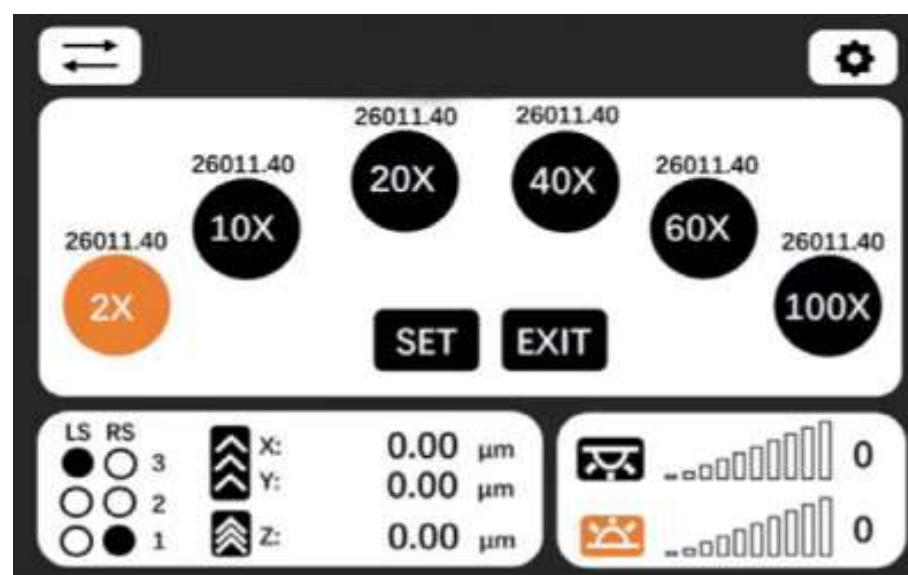 26011.40 26011.40
20X 40X
26011.40 26011.40
10X 60X
26011.40 26011.40
2X 100X
SET EXIT
LS RS
3 X: 0.00 μm
2 Y: 0.00 μm
1 Z: 0.00 μm
0
0